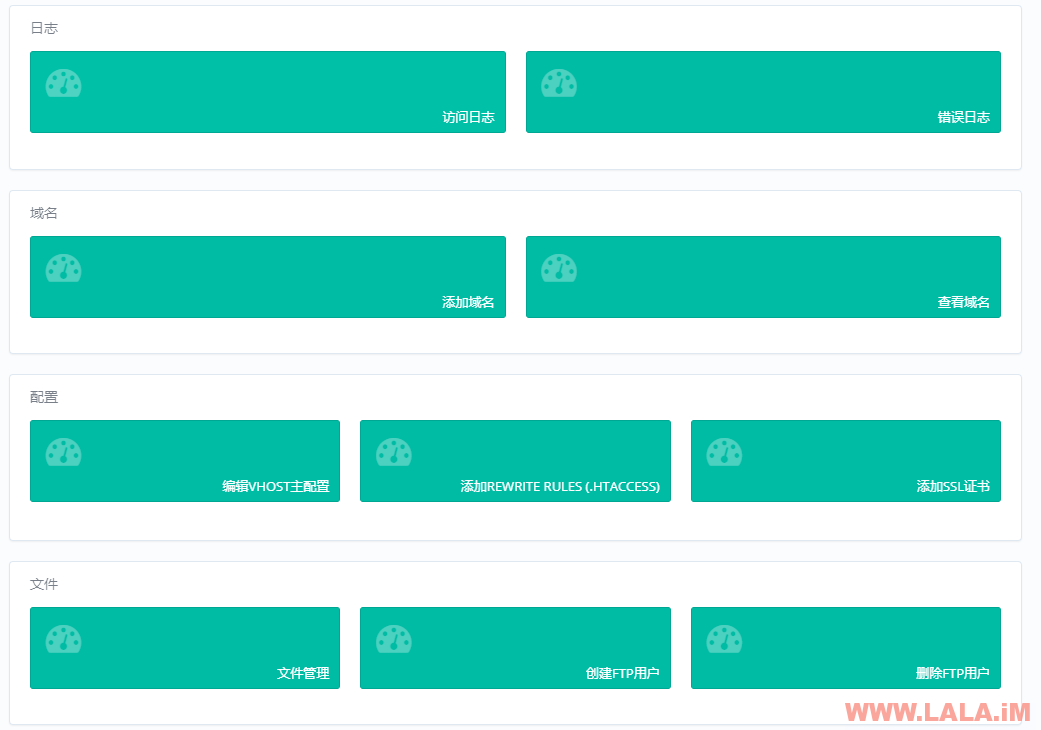 日志
访问日志
错误日志
域名
添加域名
查看域名
配置
编辑VHOST主配置
添加REWRITE RULES (.HTACCESS)
添加SSL证书
文件
文件管理
创建FTP用户
删除FTP用户
WWW.LALA.iM